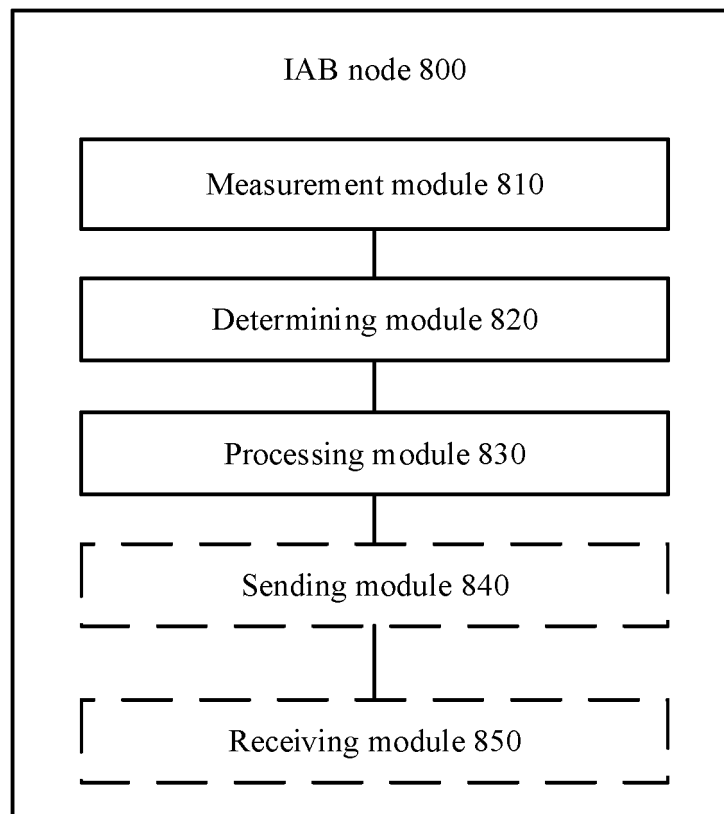 IAB node 800
Measurement module 810
Determining module 820
Processing module 830
Sending module 840
Receiving module 850